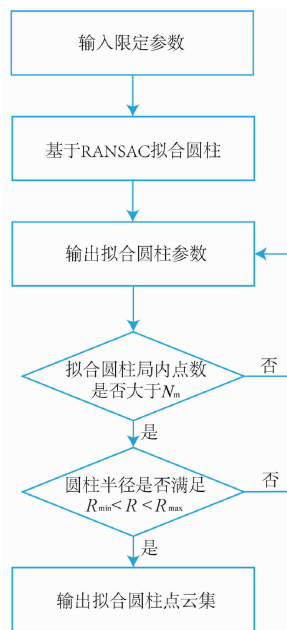 输入限定参数
基于RANSAC拟合圆柱
输出拟合圆柱参数
拟合圆柱局内点数
是否大于Nm
否
是
圆柱半径是否满足
Rmin< R < Rmax
否
是
输出拟合圆柱点云集